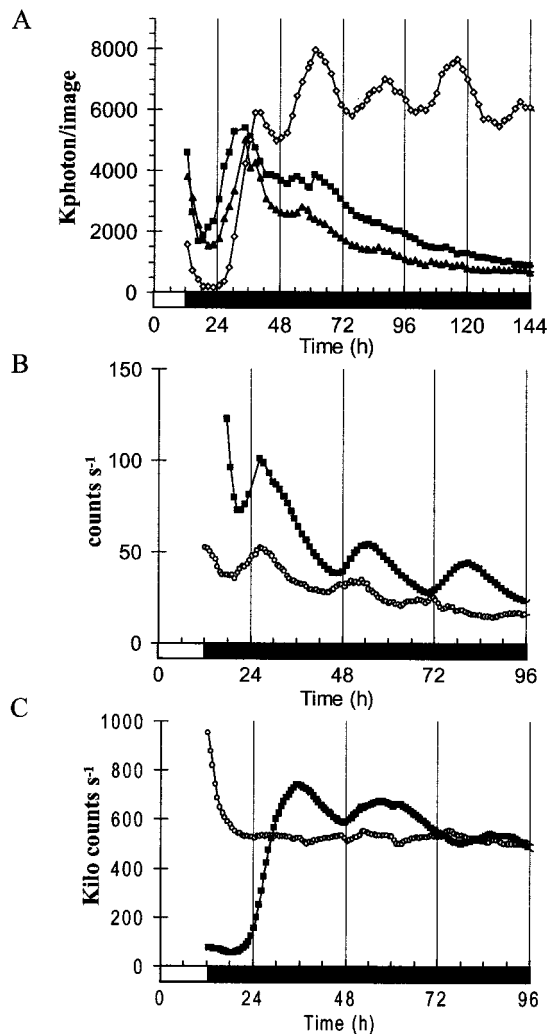 A
Kphoton/image
8000
6000
4000
2000
0
0 24 48 72 96 120 144
Time (h)
B
counts s⁻¹
150
100
50
0
0 24 48 72 96
Time (h)
C
Kilo counts s⁻¹
1000
800
600
400
200
0
0 24 48 72 96
Time (h)